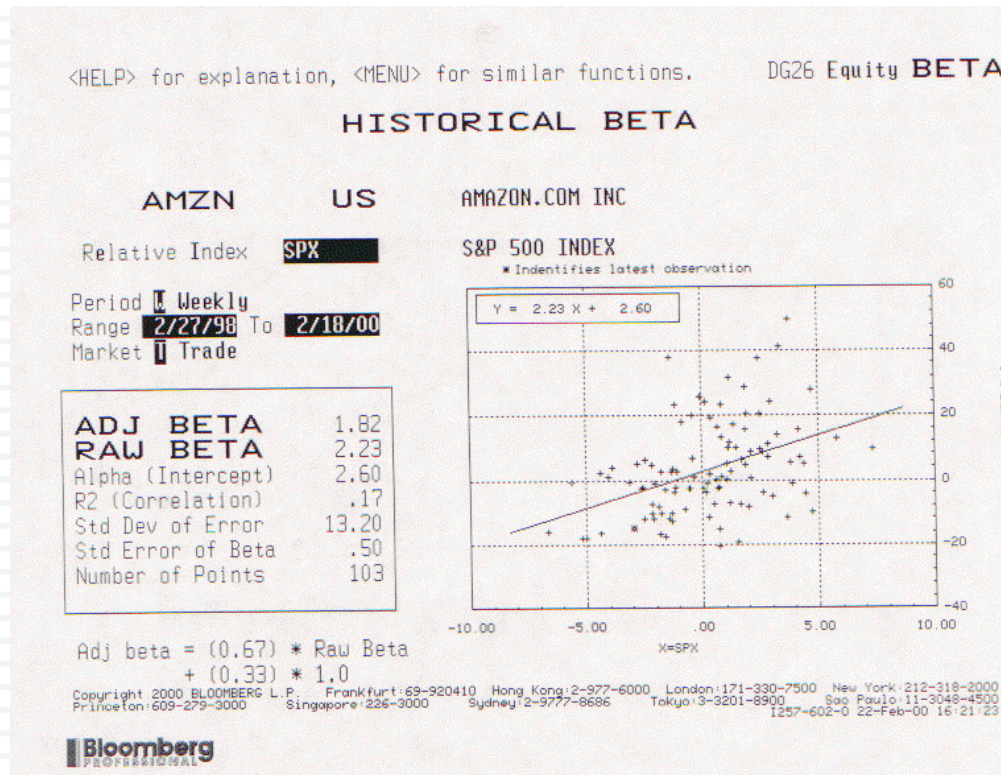 <HELP> for explanation, <MENU> for similar functions. DG26 Equity BETA
HISTORICAL BETA
AMZN US AMAZON.COM INC
Relative Index SPX S&P 500 INDEX
* Indentifies latest observation
Period W Weekly
Range 2/27/98 To 2/18/00
Market T Trade
Y = 2.23 X + 2.60
60
40
20
0
-20
-40
-10.00 -5.00 .00 5.00 10.00
X=SPX
ADJ BETA 1.82
RAW BETA 2.23
Alpha (Intercept) 2.60
R2 (Correlation) .17
Std Dev of Error 13.20
Std Error of Beta .50
Number of Points 103
Adj beta = (0.67) * Raw Beta
+ (0.33) * 1.0
Copyright 2000 BLOOMBERG L.P. Frankfurt:69-920410 Hong Kong:2-977-6000 London:171-330-7500 New York:212-318-2000
Princeton:609-279-3000 Singapore:226-3000 Sydney:2-9777-8686 Tokyo:3-3201-8900 Sao Paulo:11-3048-4500
I257-602-0 22-Feb-00 16:21:23
Bloomberg
PROFESSIONAL